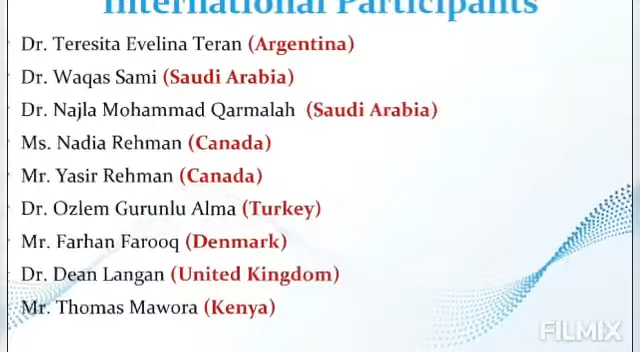 International Participants
Dr. Teresita Evelina Teran (Argentina)
Dr. Waqas Sami (Saudi Arabia)
Dr. Najla Mohammad Qarmalah (Saudi Arabia)
Ms. Nadia Rehman (Canada)
Mr. Yasir Rehman (Canada)
Dr. Ozlem Gurunlu Alma (Turkey)
Mr. Farhan Farooq (Denmark)
Dr. Dean Langan (United Kingdom)
Mr. Thomas Mawora (Kenya)
FILMIX